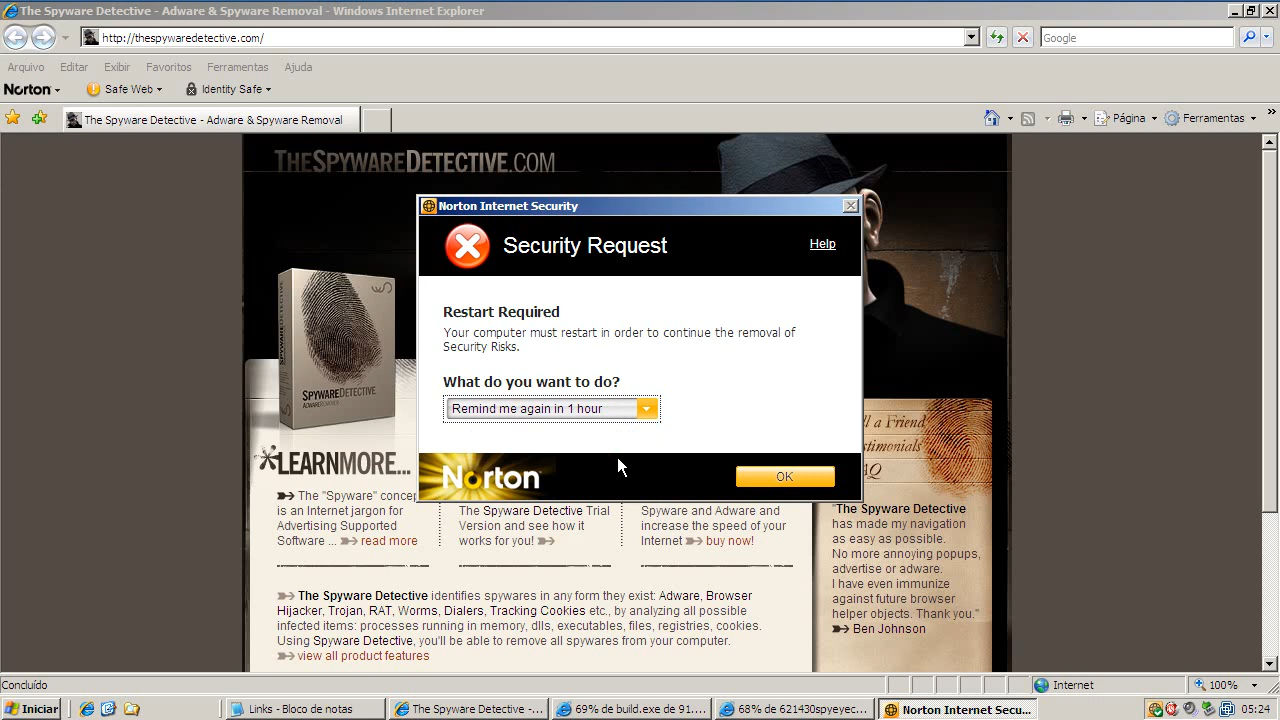 The Spyware Detective - Adware & Spyware Removal - Windows Internet Explorer
http://thespywaredetective.com/
Google
Arquivo Editar Exibir Favoritos Ferramentas Ajuda
Norton Safe Web Identity Safe
The Spyware Detective - Adware & Spyware Removal
Página Ferramentas
THESPYWAREDETECTIVE.COM
Norton Internet Security
Security Request
Help
Restart Required
Your computer must restart in order to continue the removal of
Security Risks.
What do you want to do?
Remind me again in 1 hour
Norton
OK
SPYWAREDETECTIVE
SPYWAREDETECTIVE
LEARNMORE...
The "Spyware" concep
is an Internet jargon for
Advertising Supported
Software ... read more
The Spyware Detective Trial
Version and see how it
works for you!
Spyware and Adware and
increase the speed of your
Internet buy now!
The Spyware Detective identifies spywares in any form they exist: Adware, Browser
Hijacker, Trojan, RAT, Worms, Dialers, Tracking Cookies etc., by analyzing all possible
infected items: processes running in memory, dlls, executables, files, registries, cookies.
Using Spyware Detective, you'll be able to remove all spywares from your computer.
view all product features
ll a Friend
stimonials
AQ
"The Spyware Detective
has made my navigation
as easy as possible.
No more annoying popups,
advertise or adware.
I have even immunize
against future browser
helper objects. Thank you."
Ben Johnson
Concluído
Internet
100%
Iniciar
Links - Bloco de notas
The Spyware Detective -...
69% de build.exe de 91....
68% de 621430spyeyec...
Norton Internet Secu...
05:24